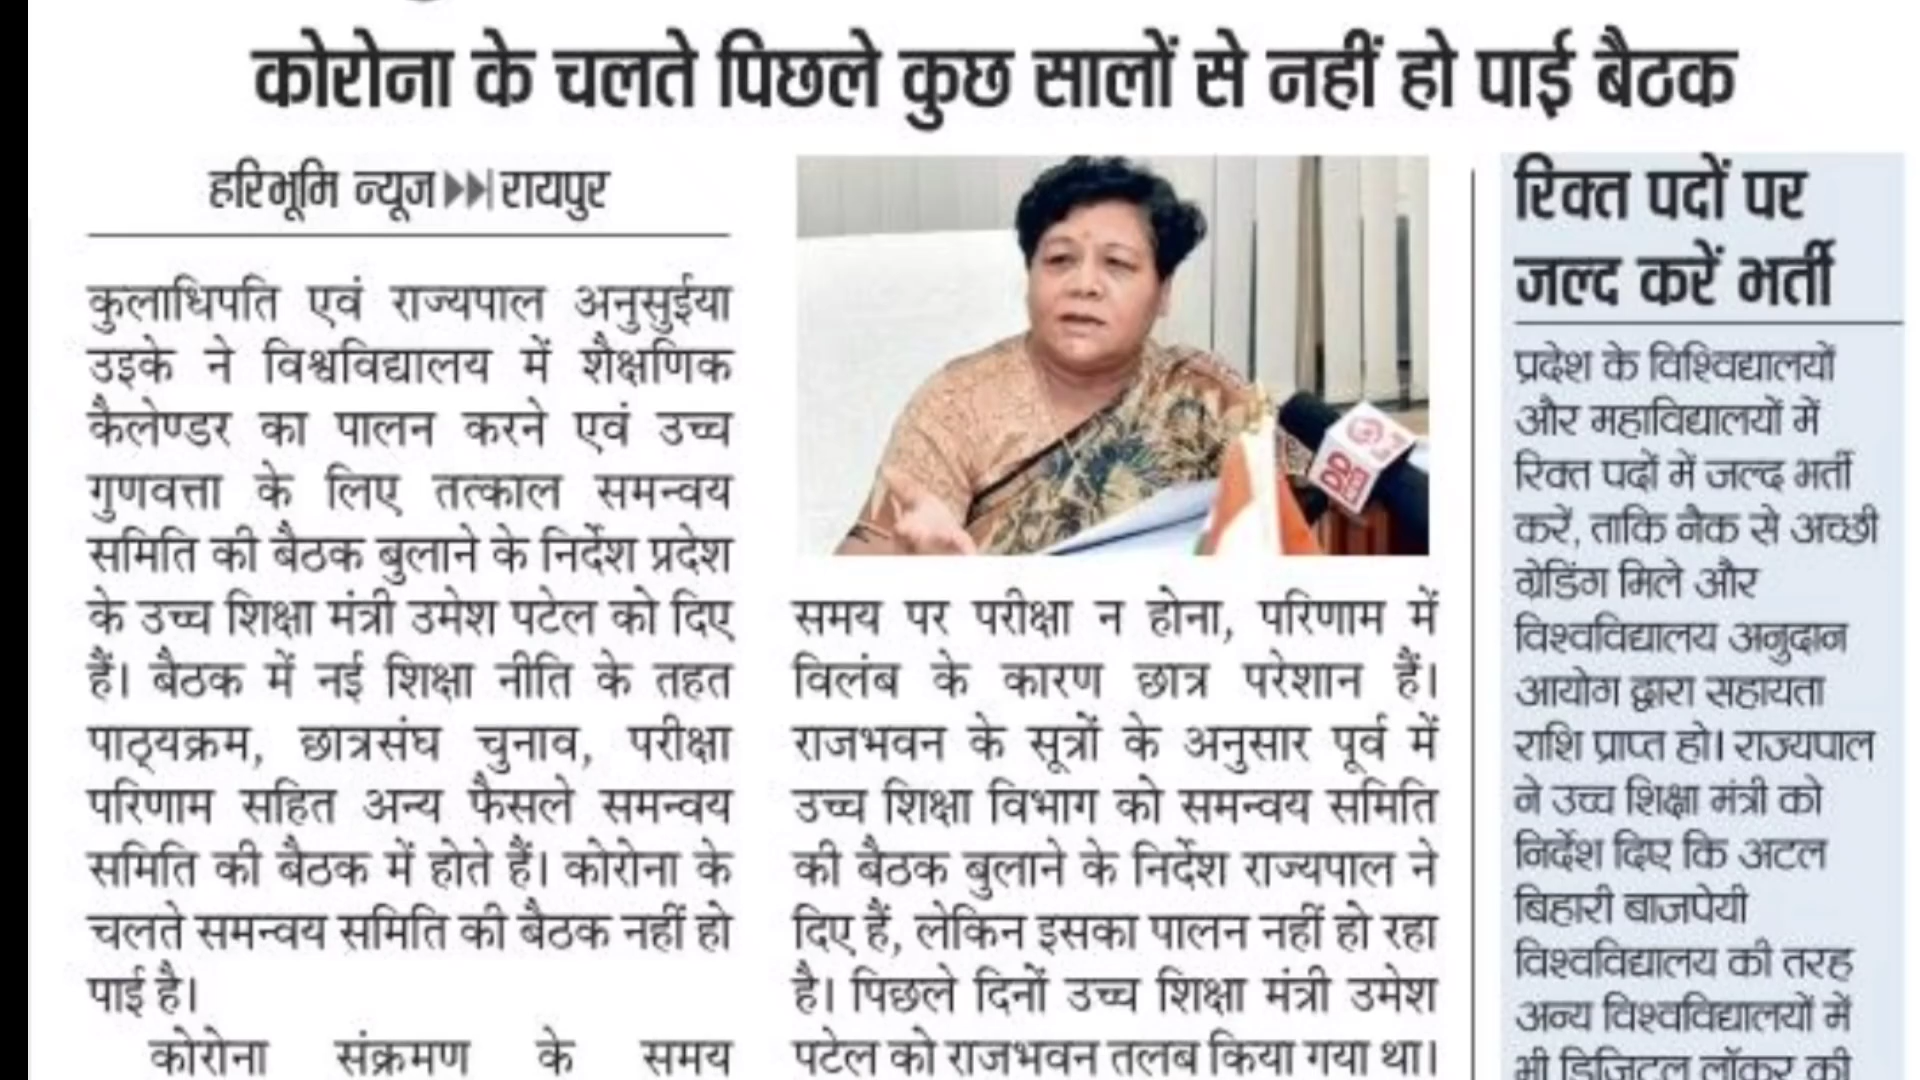 कोरोना के चलते पिछले कुछ सालों से नहीं हो पाई बैठक
हरिभूमि न्यूज रायपुर
कुलाधिपति एवं राज्यपाल अनुसुईया
उइके ने विश्वविद्यालय में शैक्षणिक
कैलेण्डर का पालन करने एवं उच्च
गुणवत्ता के लिए तत्काल समन्वय
समिति की बैठक बुलाने के निर्देश प्रदेश
के उच्च शिक्षा मंत्री उमेश पटेल को दिए
हैं। बैठक में नई शिक्षा नीति के तहत
पाठ्यक्रम, छात्रसंघ चुनाव, परीक्षा
परिणाम सहित अन्य फैसले समन्वय
समिति की बैठक में होते हैं। कोरोना के
चलते समन्वय समिति की बैठक नहीं हो
पाई है।
कोरोना संक्रमण के समय
DD
समय पर परीक्षा न होना, परिणाम में
विलंब के कारण छात्र परेशान हैं।
राजभवन के सूत्रों के अनुसार पूर्व में
उच्च शिक्षा विभाग को समन्वय समिति
की बैठक बुलाने के निर्देश राज्यपाल ने
दिए हैं, लेकिन इसका पालन नहीं हो रहा
है। पिछले दिनों उच्च शिक्षा मंत्री उमेश
पटेल को राजभवन तलब किया गया था।
रिक्त पदों पर
जल्द करें भर्ती
प्रदेश के विश्विद्यालयों
और महाविद्यालयों में
रिक्त पदों में जल्द भर्ती
करें, ताकि नैक से अच्छी
ग्रेडिंग मिले और
विश्वविद्यालय अनुदान
आयोग द्वारा सहायता
राशि प्राप्त हो। राज्यपाल
ने उच्च शिक्षा मंत्री को
निर्देश दिए कि अटल
बिहारी बाजपेयी
विश्वविद्यालय की तरह
अन्य विश्वविद्यालयों में
भी डिजिटल लॉकर की